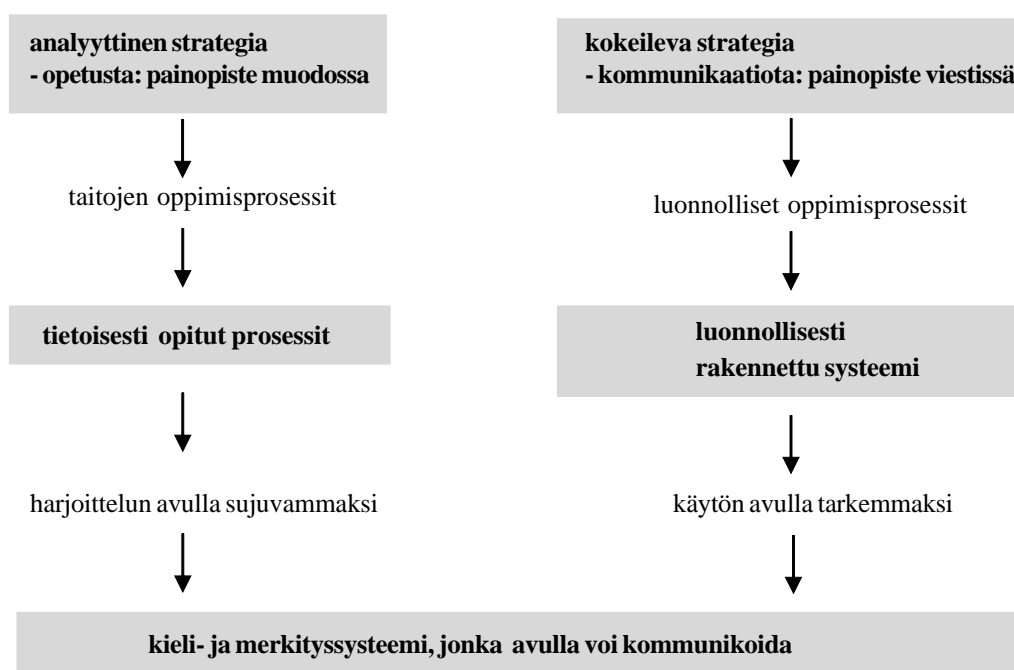 analyyttinen strategia
- opetusta: painopiste muodossa
kokeileva strategia
- kommunikaatiota: painopiste viestissä
taitojen oppimisprosessit
luonnolliset oppimisprosessit
tietoisesti opitut prosessit
luonnollisesti
rakennettu systeemi
harjoittelun avulla sujuvammaksi
käytön avulla tarkemmaksi
kieli- ja merkityssysteemi, jonka avulla voi kommunikoida